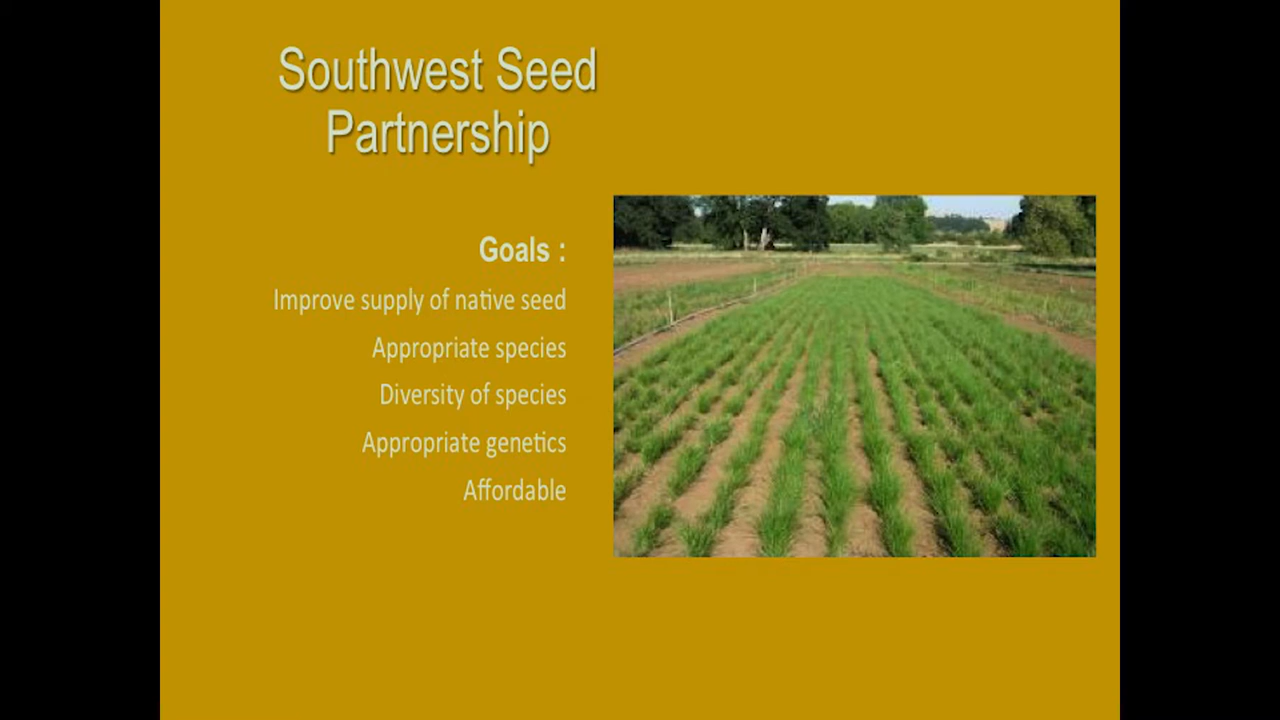 Southwest Seed
Partnership
Goals :
Improve supply of native seed
Appropriate species
Diversity of species
Appropriate genetics
Affordable